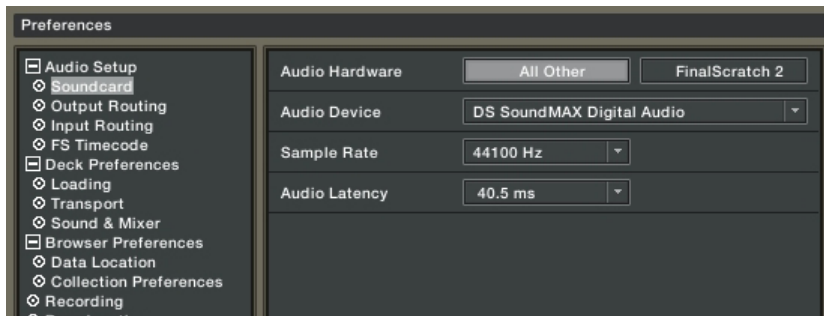 Preferences
Audio Setup
Soundcard
Output Routing
Input Routing
FS Timecode
Deck Preferences
Loading
Transport
Sound & Mixer
Browser Preferences
Data Location
Collection Preferences
Recording
Audio Hardware
All Other
FinalScratch 2
Audio Device
DS SoundMAX Digital Audio
Sample Rate
44100 Hz
Audio Latency
40.5 ms